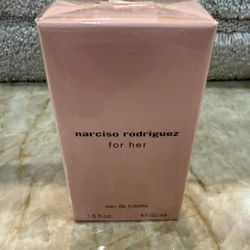 narciso rodriguez
for her
eau de toilette
1.6 fl.oz. ℮ 50 ml